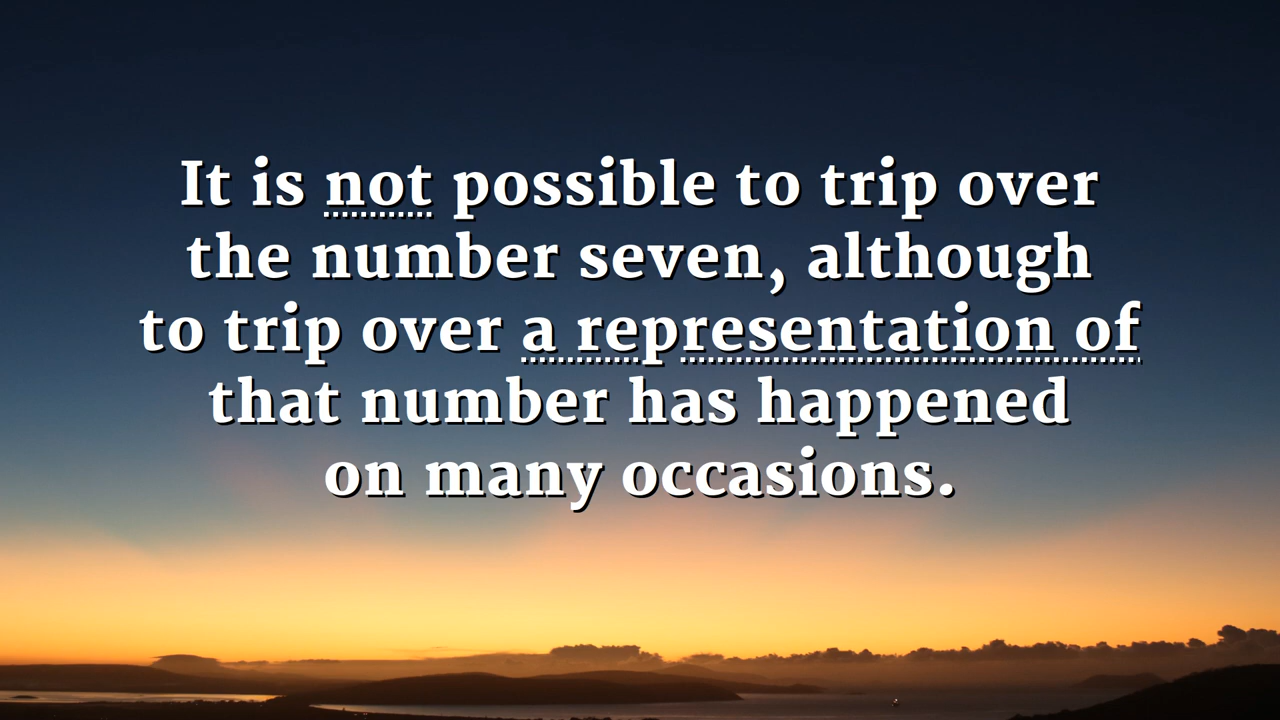 It is not possible to trip over
the number seven, although
to trip over a representation of
that number has happened
on many occasions.